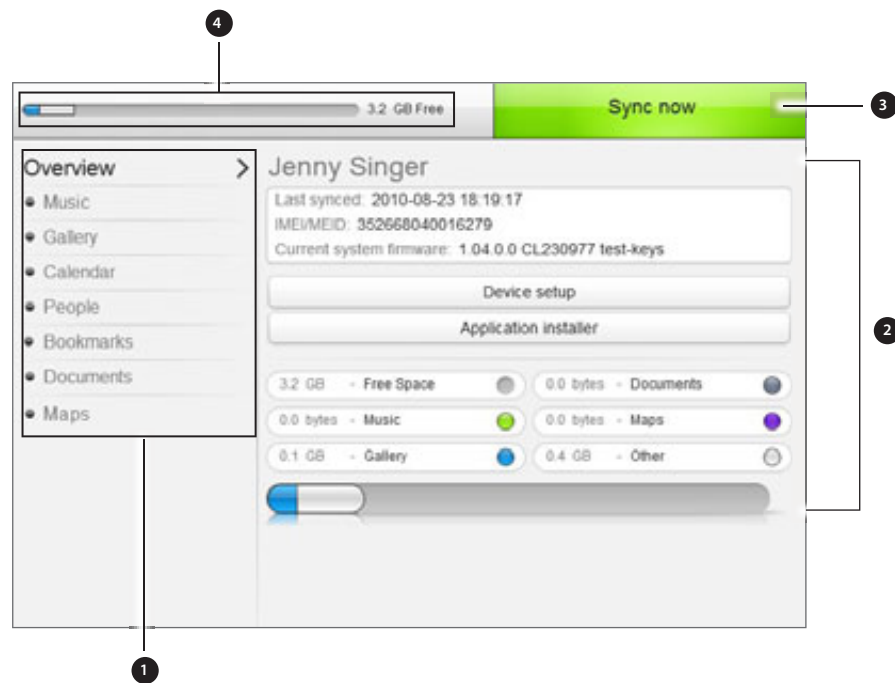 4
3.2 GB Free
Sync now
3
Overview
Music
Gallery
Calendar
People
Bookmarks
Documents
Maps
Jenny Singer
Last synced: 2010-08-23 18:19:17
IMEI/MEID: 352668040016279
Current system firmware: 1.04.0.0 CL230977 test-keys
Device setup
Application installer
3.2 GB - Free Space
0.0 bytes - Documents
0.0 bytes - Music
0.0 bytes - Maps
0.1 GB - Gallery
0.4 GB - Other
2
1